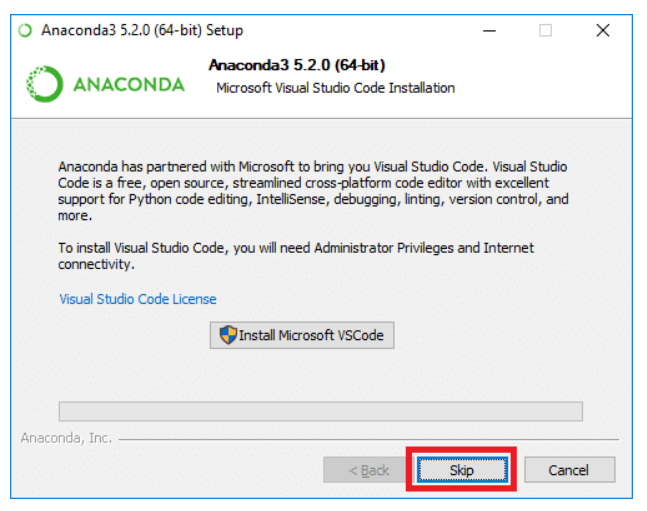 Anaconda3 5.2.0 (64-bit) Setup
Anaconda3 5.2.0 (64-bit)
ANACONDA
Microsoft Visual Studio Code Installation
Anaconda has partnered with Microsoft to bring you Visual Studio Code. Visual Studio
Code is a free, open source, streamlined cross-platform code editor with excellent
support for Python code editing, IntelliSense, debugging, linting, version control, and
more.
To install Visual Studio Code, you will need Administrator Privileges and Internet
connectivity.
Visual Studio Code License
Install Microsoft VSCode
Anaconda, Inc.
< Back
Skip
Cancel